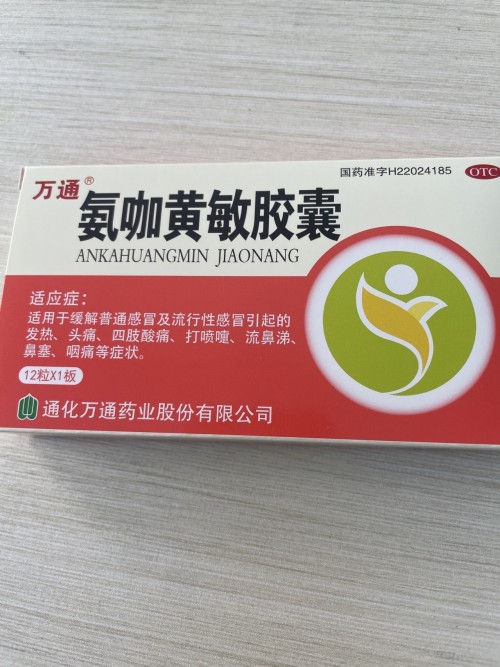 国药准字H22024185
OTC
万通®
氨咖黄敏胶囊
ANKAHUANGMIN JIAONANG
适应症：
适用于缓解普通感冒及流行性感冒引起的
发热、头痛、四肢酸痛、打喷嚏、流鼻涕、
鼻塞、咽痛等症状。
12粒X1板
通化万通药业股份有限公司